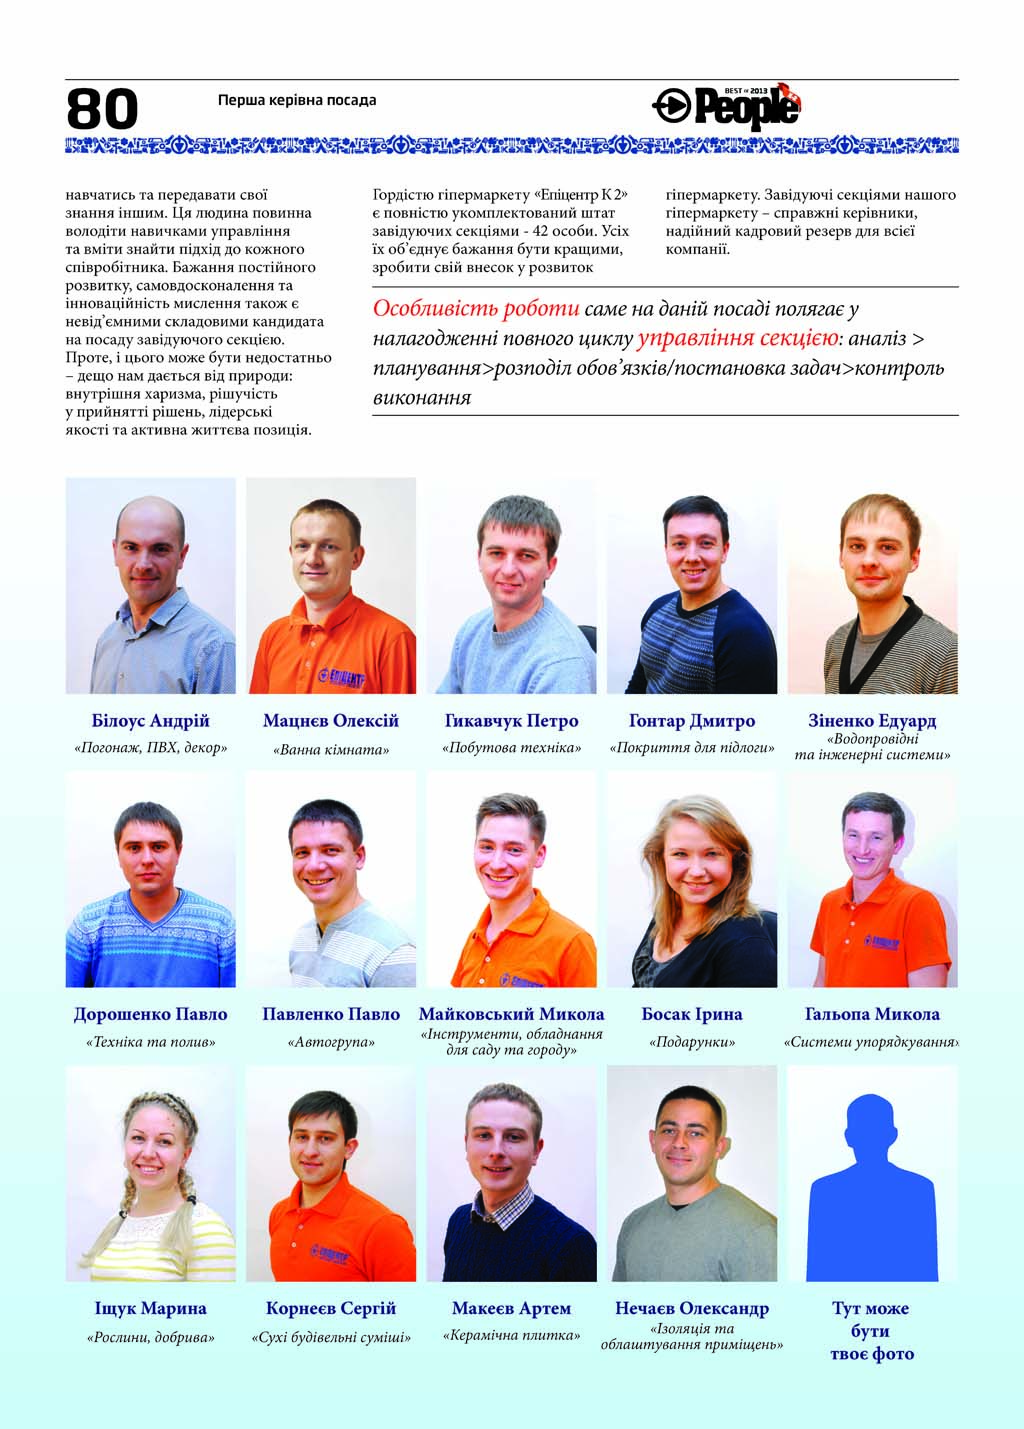 80
Перша керівна посада
BEST OF 2013
People
навчатись та передавати свої
знання іншим. Ця людина повинна
володіти навичками управління
та вміти знайти підхід до кожного
співробітника. Бажання постійного
розвитку, самовдосконалення та
інноваційність мислення також є
невід’ємними складовими кандидата
на посаду завідуючого секцією.
Проте, і цього може бути недостатньо
– дещо нам дається від природи:
внутрішня харизма, рішучість
у прийнятті рішень, лідерські
якості та активна життєва позиція.
Гордістю гіпермаркету «Епіцентр К 2»
є повністю укомплектований штат
завідуючих секціями - 42 особи. Усіх
їх об’єднує бажання бути кращими,
зробити свій внесок у розвиток
гіпермаркету. Завідуючі секціями нашого
гіпермаркету – справжні керівники,
надійний кадровий резерв для всієї
компанії.
Особливість роботи саме на даній посаді полягає у
налагодженні повного циклу управління секцією: аналіз >
планування>розподіл обов’язків/постановка задач>контроль
виконання
ЕПІЦЕНТР
Білоус Андрій
«Погонаж, ПВХ, декор»
Мацнєв Олексій
«Ванна кімната»
Гикавчук Петро
«Побутова техніка»
Гонтар Дмитро
«Покриття для підлоги»
Зіненко Едуард
«Водопровідні
та інженерні системи»
ЕПІЦЕНТР
ЕПІЦЕНТР
Дорошенко Павло
«Техніка та полив»
Павленко Павло
«Автогрупа»
Майковський Микола
«Інструменти, обладнання
для саду та городу»
Босак Ірина
«Подарунки»
Гальопа Микола
«Системи упорядкування»
ЕПІЦЕНТР
Іщук Марина
«Рослини, добрива»
Корнеєв Сергій
«Сухі будівельні суміші»
Макеєв Артем
«Керамічна плитка»
Нечаєв Олександр
«Ізоляція та
облаштування приміщень»
Тут може
бути
твоє фото